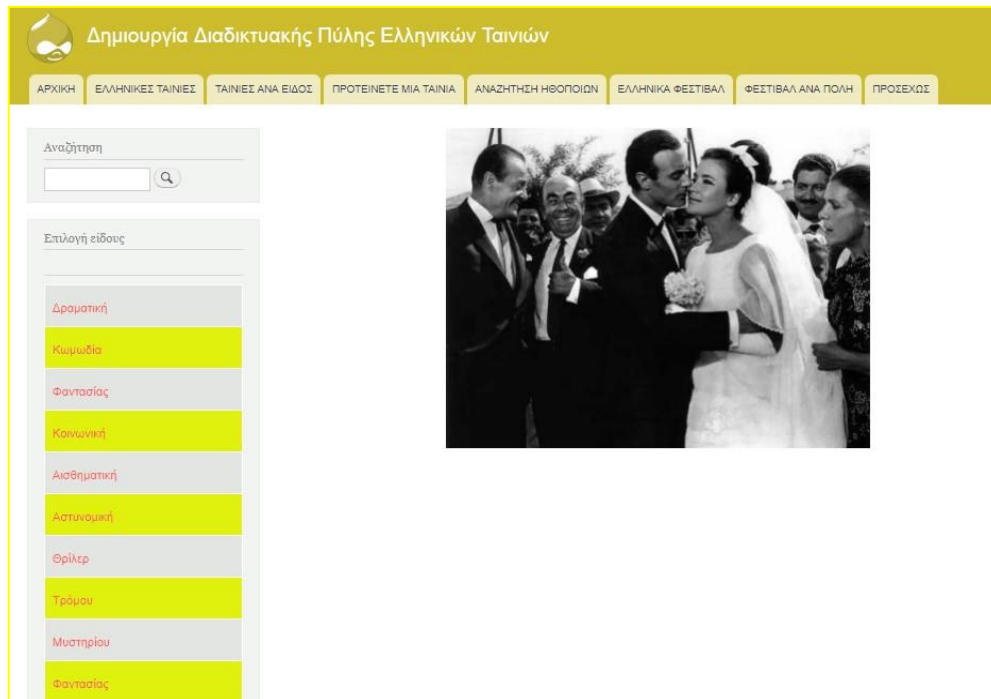 Δημιουργία Διαδικτυακής Πύλης Ελληνικών Ταινιών
ΑΡΧΙΚΗ ΕΛΛΗΝΙΚΕΣ ΤΑΙΝΙΕΣ ΤΑΙΝΙΕΣ ΑΝΑ ΕΙΔΟΣ ΠΡΟΤΕΙΝΕΤΕ ΜΙΑ ΤΑΙΝΙΑ ΑΝΑΖΗΤΗΣΗ ΗΘΟΠΟΙΩΝ ΕΛΛΗΝΙΚΑ ΦΕΣΤΙΒΑΛ ΦΕΣΤΙΒΑΛ ΑΝΑ ΠΟΛΗ ΠΡΟΣΕΧΩΣ
Αναζήτηση
Επιλογή είδους
Δραματική
Κωμωδία
Φαντασίας
Κοινωνική
Αισθηματική
Αστυνομική
Θρίλερ
Τρόμου
Μυστηρίου
Φαντασίας